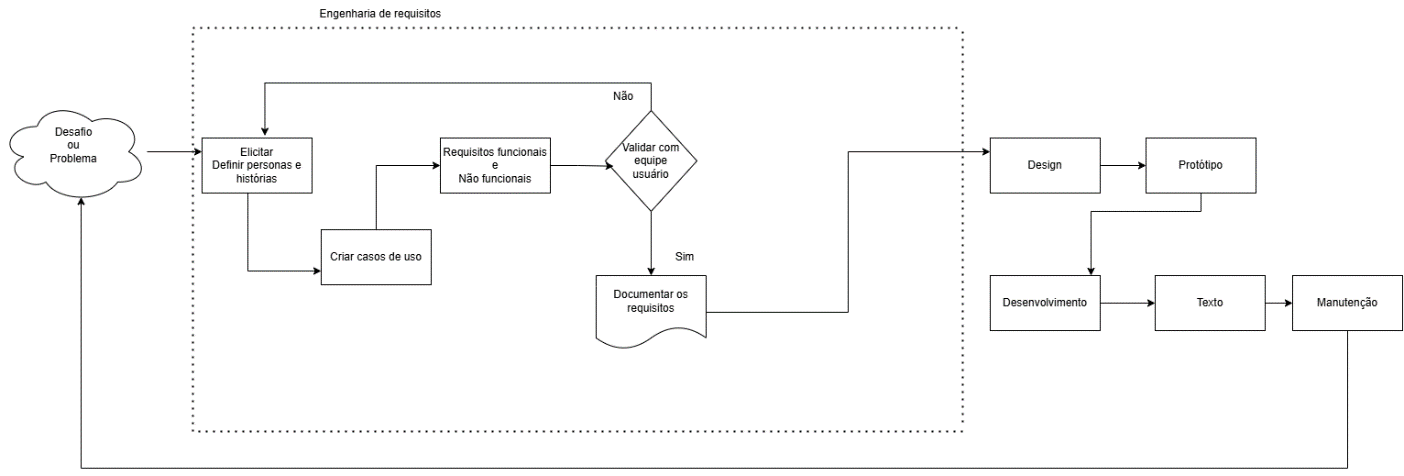 Engenharia de requisitos
Não
Desafio
ou
Problema
Elicitar
Definir personas e
histórias
Requisitos funcionais
e
Não funcionais
Validar com
equipe
usuário
Design
Protótipo
Criar casos de uso
Sim
Documentar os
requisitos
Desenvolvimento
Texto
Manutenção